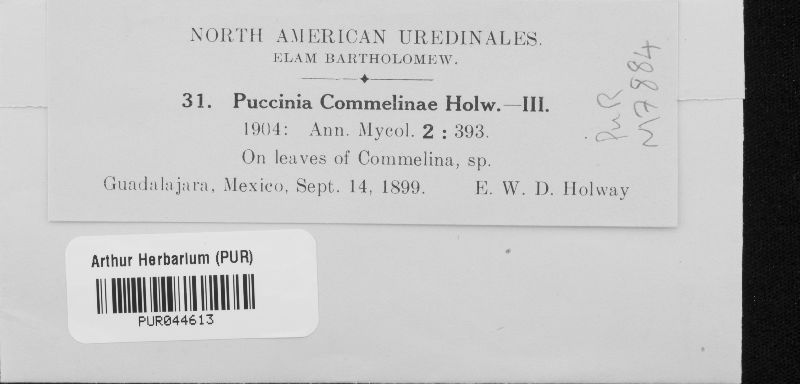 NORTH AMERICAN UREDINALES.
ELAM BARTHOLOMEW.
31. Puccinia Commelinae Holw.—III.
1904: Ann. Mycol. 2 : 393.
On leaves of Commelina, sp.
Guadalajara, Mexico, Sept. 14, 1899. E. W. D. Holway
PuR
M7884
Arthur Herbarium (PUR)
PUR044613